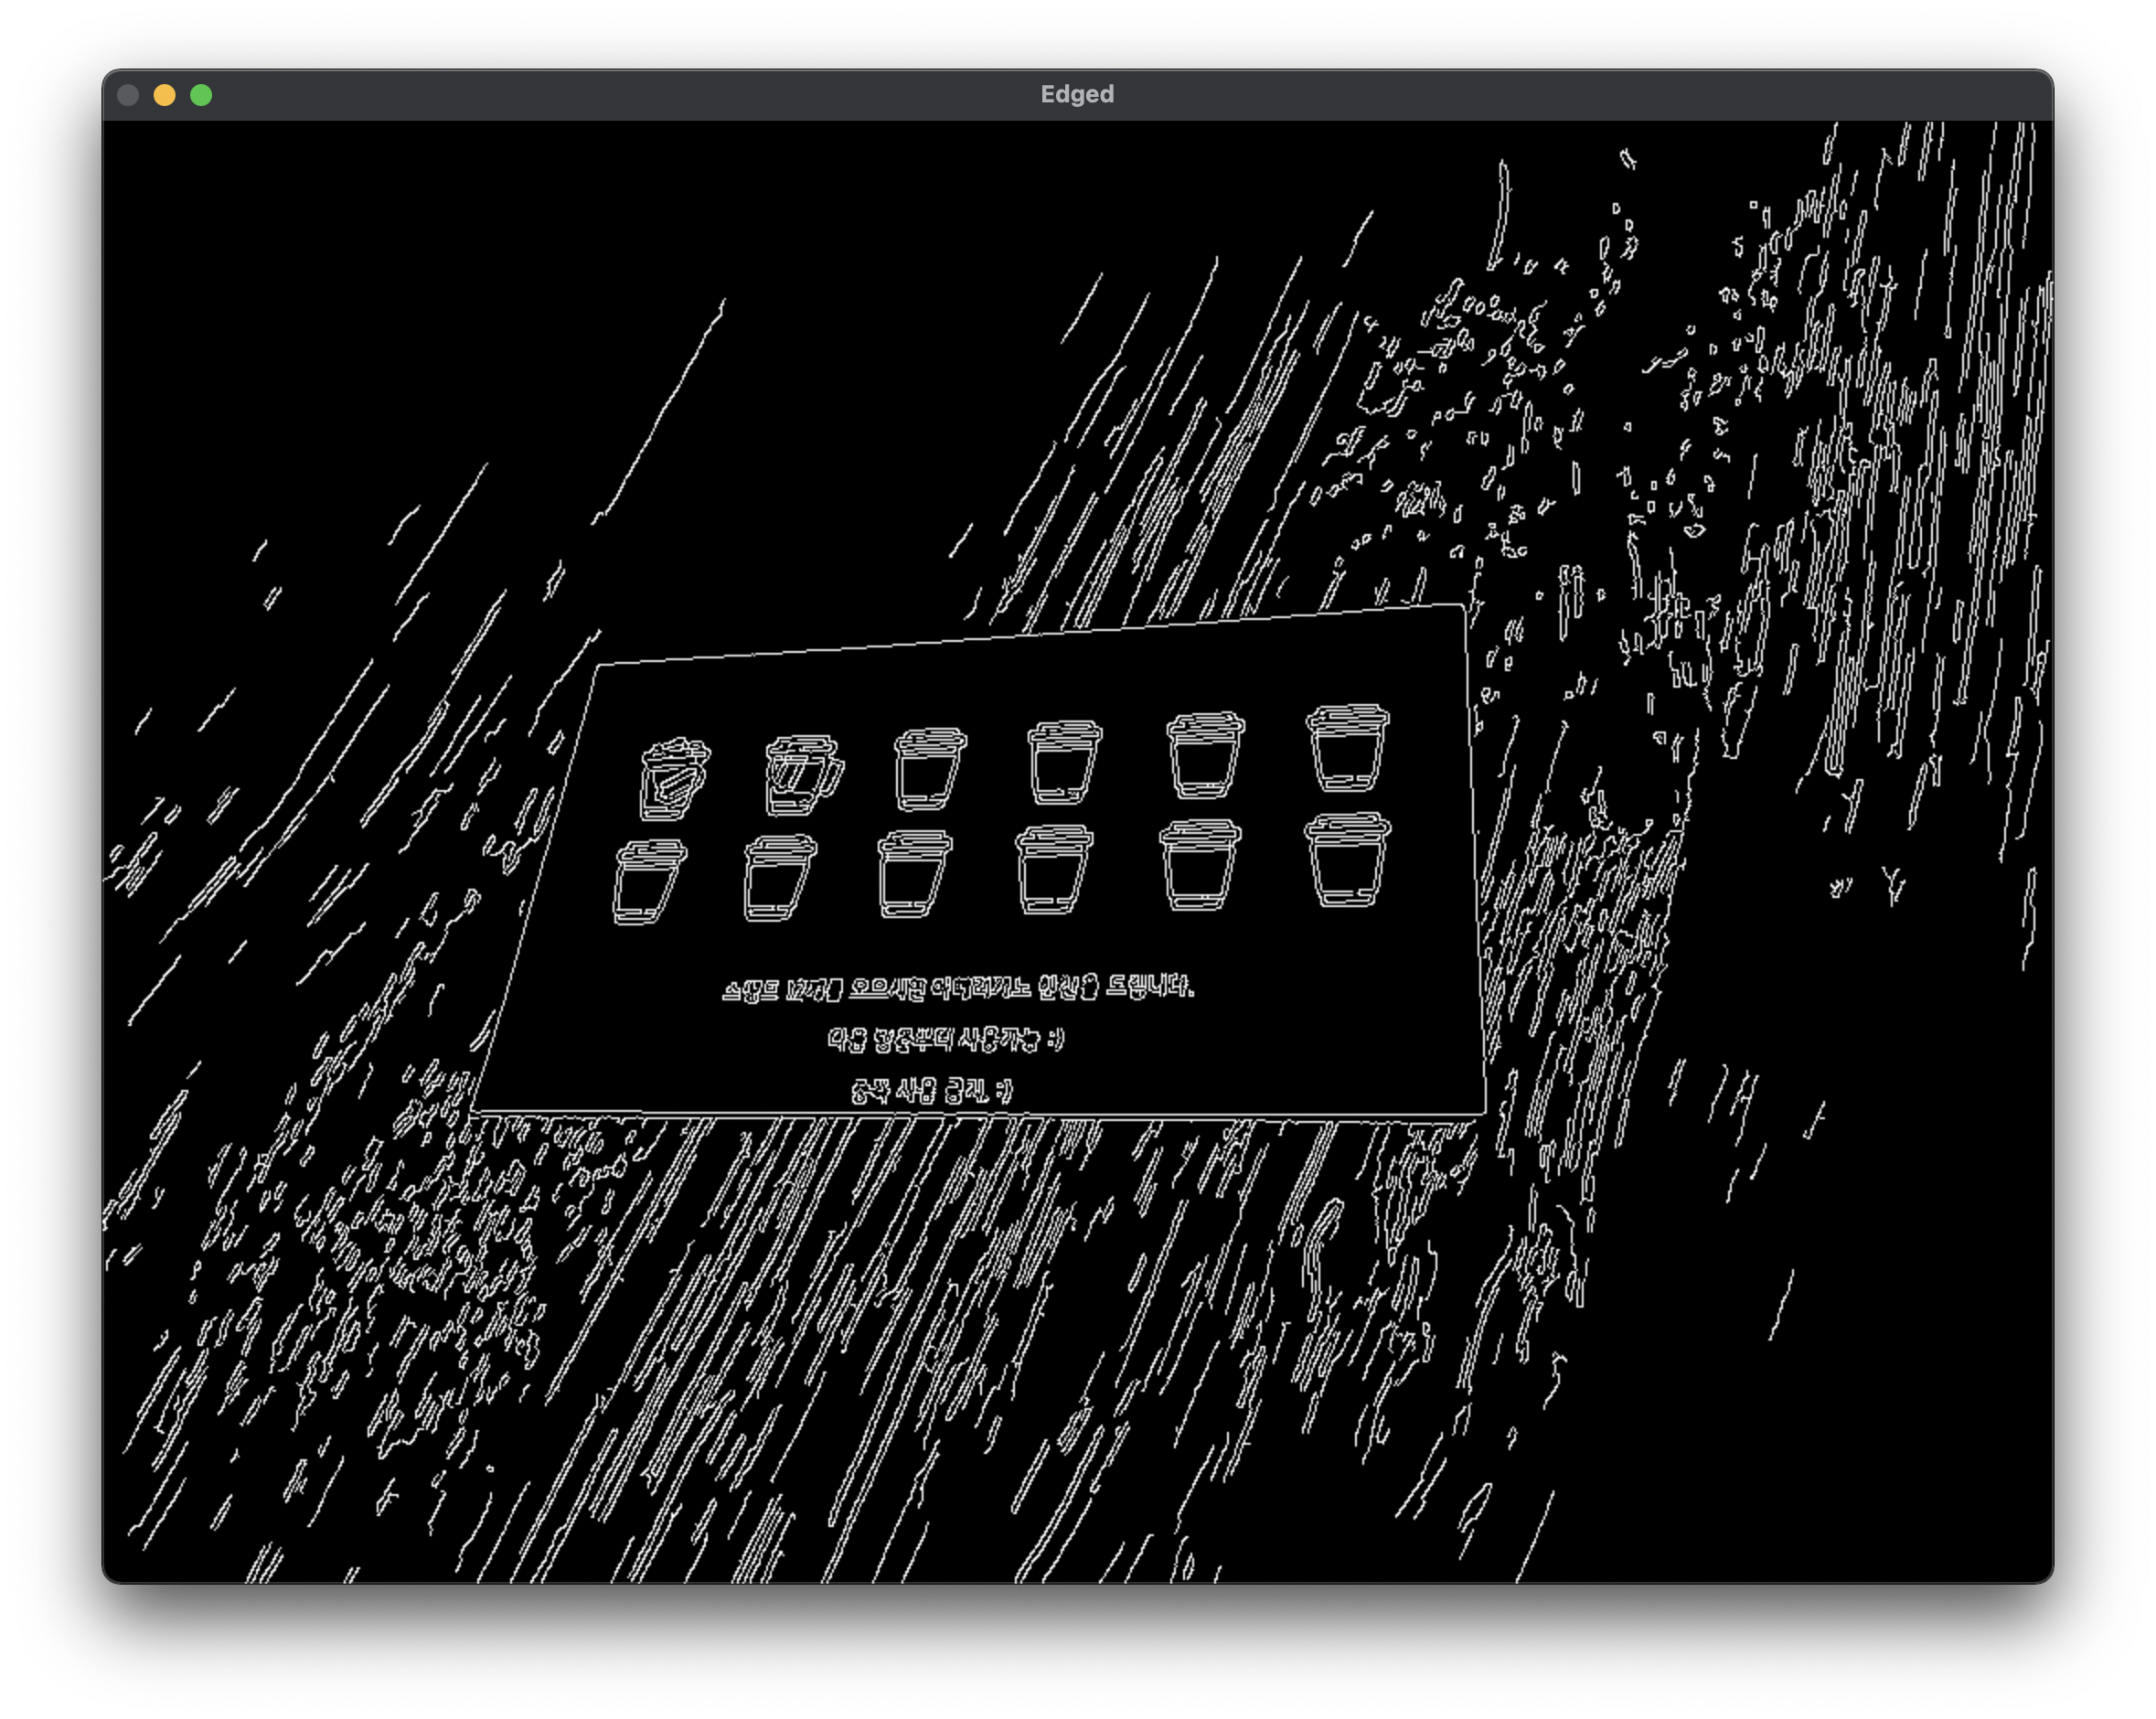 Edged
스탬프 12개를 모으시면 아메리카노 한잔을 드립니다.
다음 방문부터 사용가능 :)
중복 사용 금지. :)